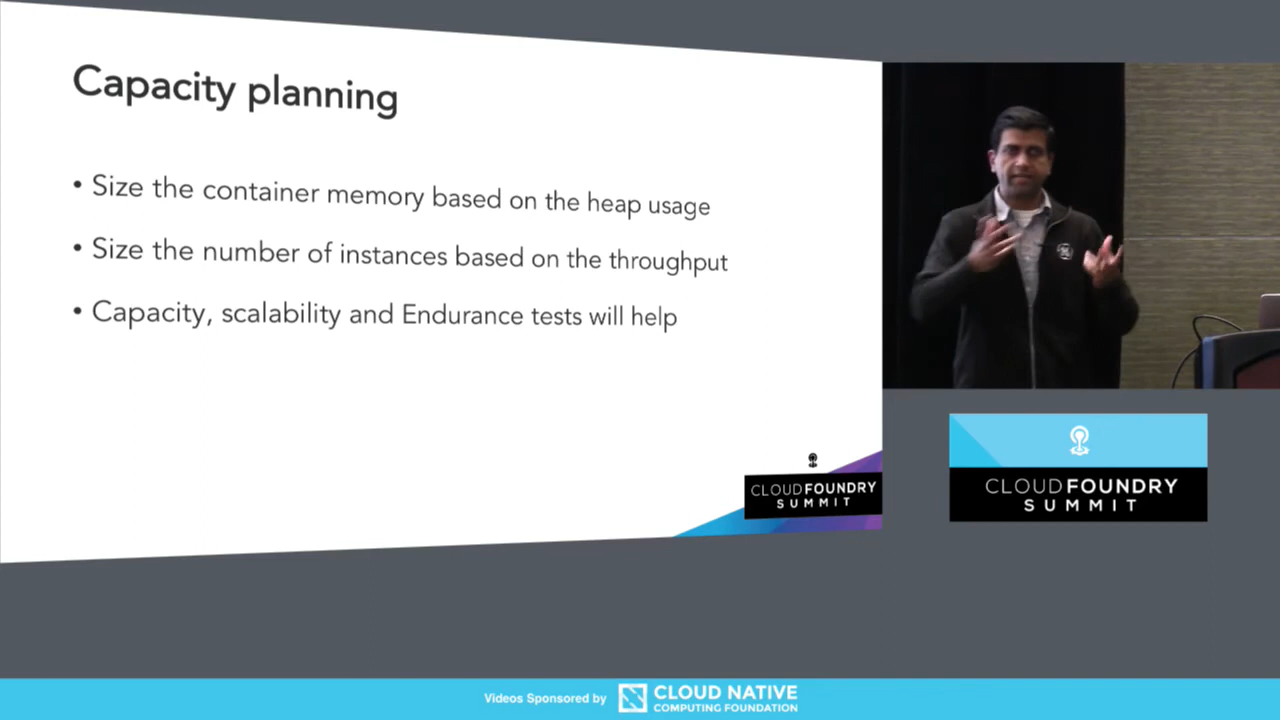 Capacity planning
• Size the container memory based on the heap usage
• Size the number of instances based on the throughput
• Capacity, scalability and Endurance tests will help
CLOUDFOUNDRY
SUMMIT
CLOUDFOUNDRY
SUMMIT
Videos Sponsored by
CLOUD NATIVE
COMPUTING FOUNDATION